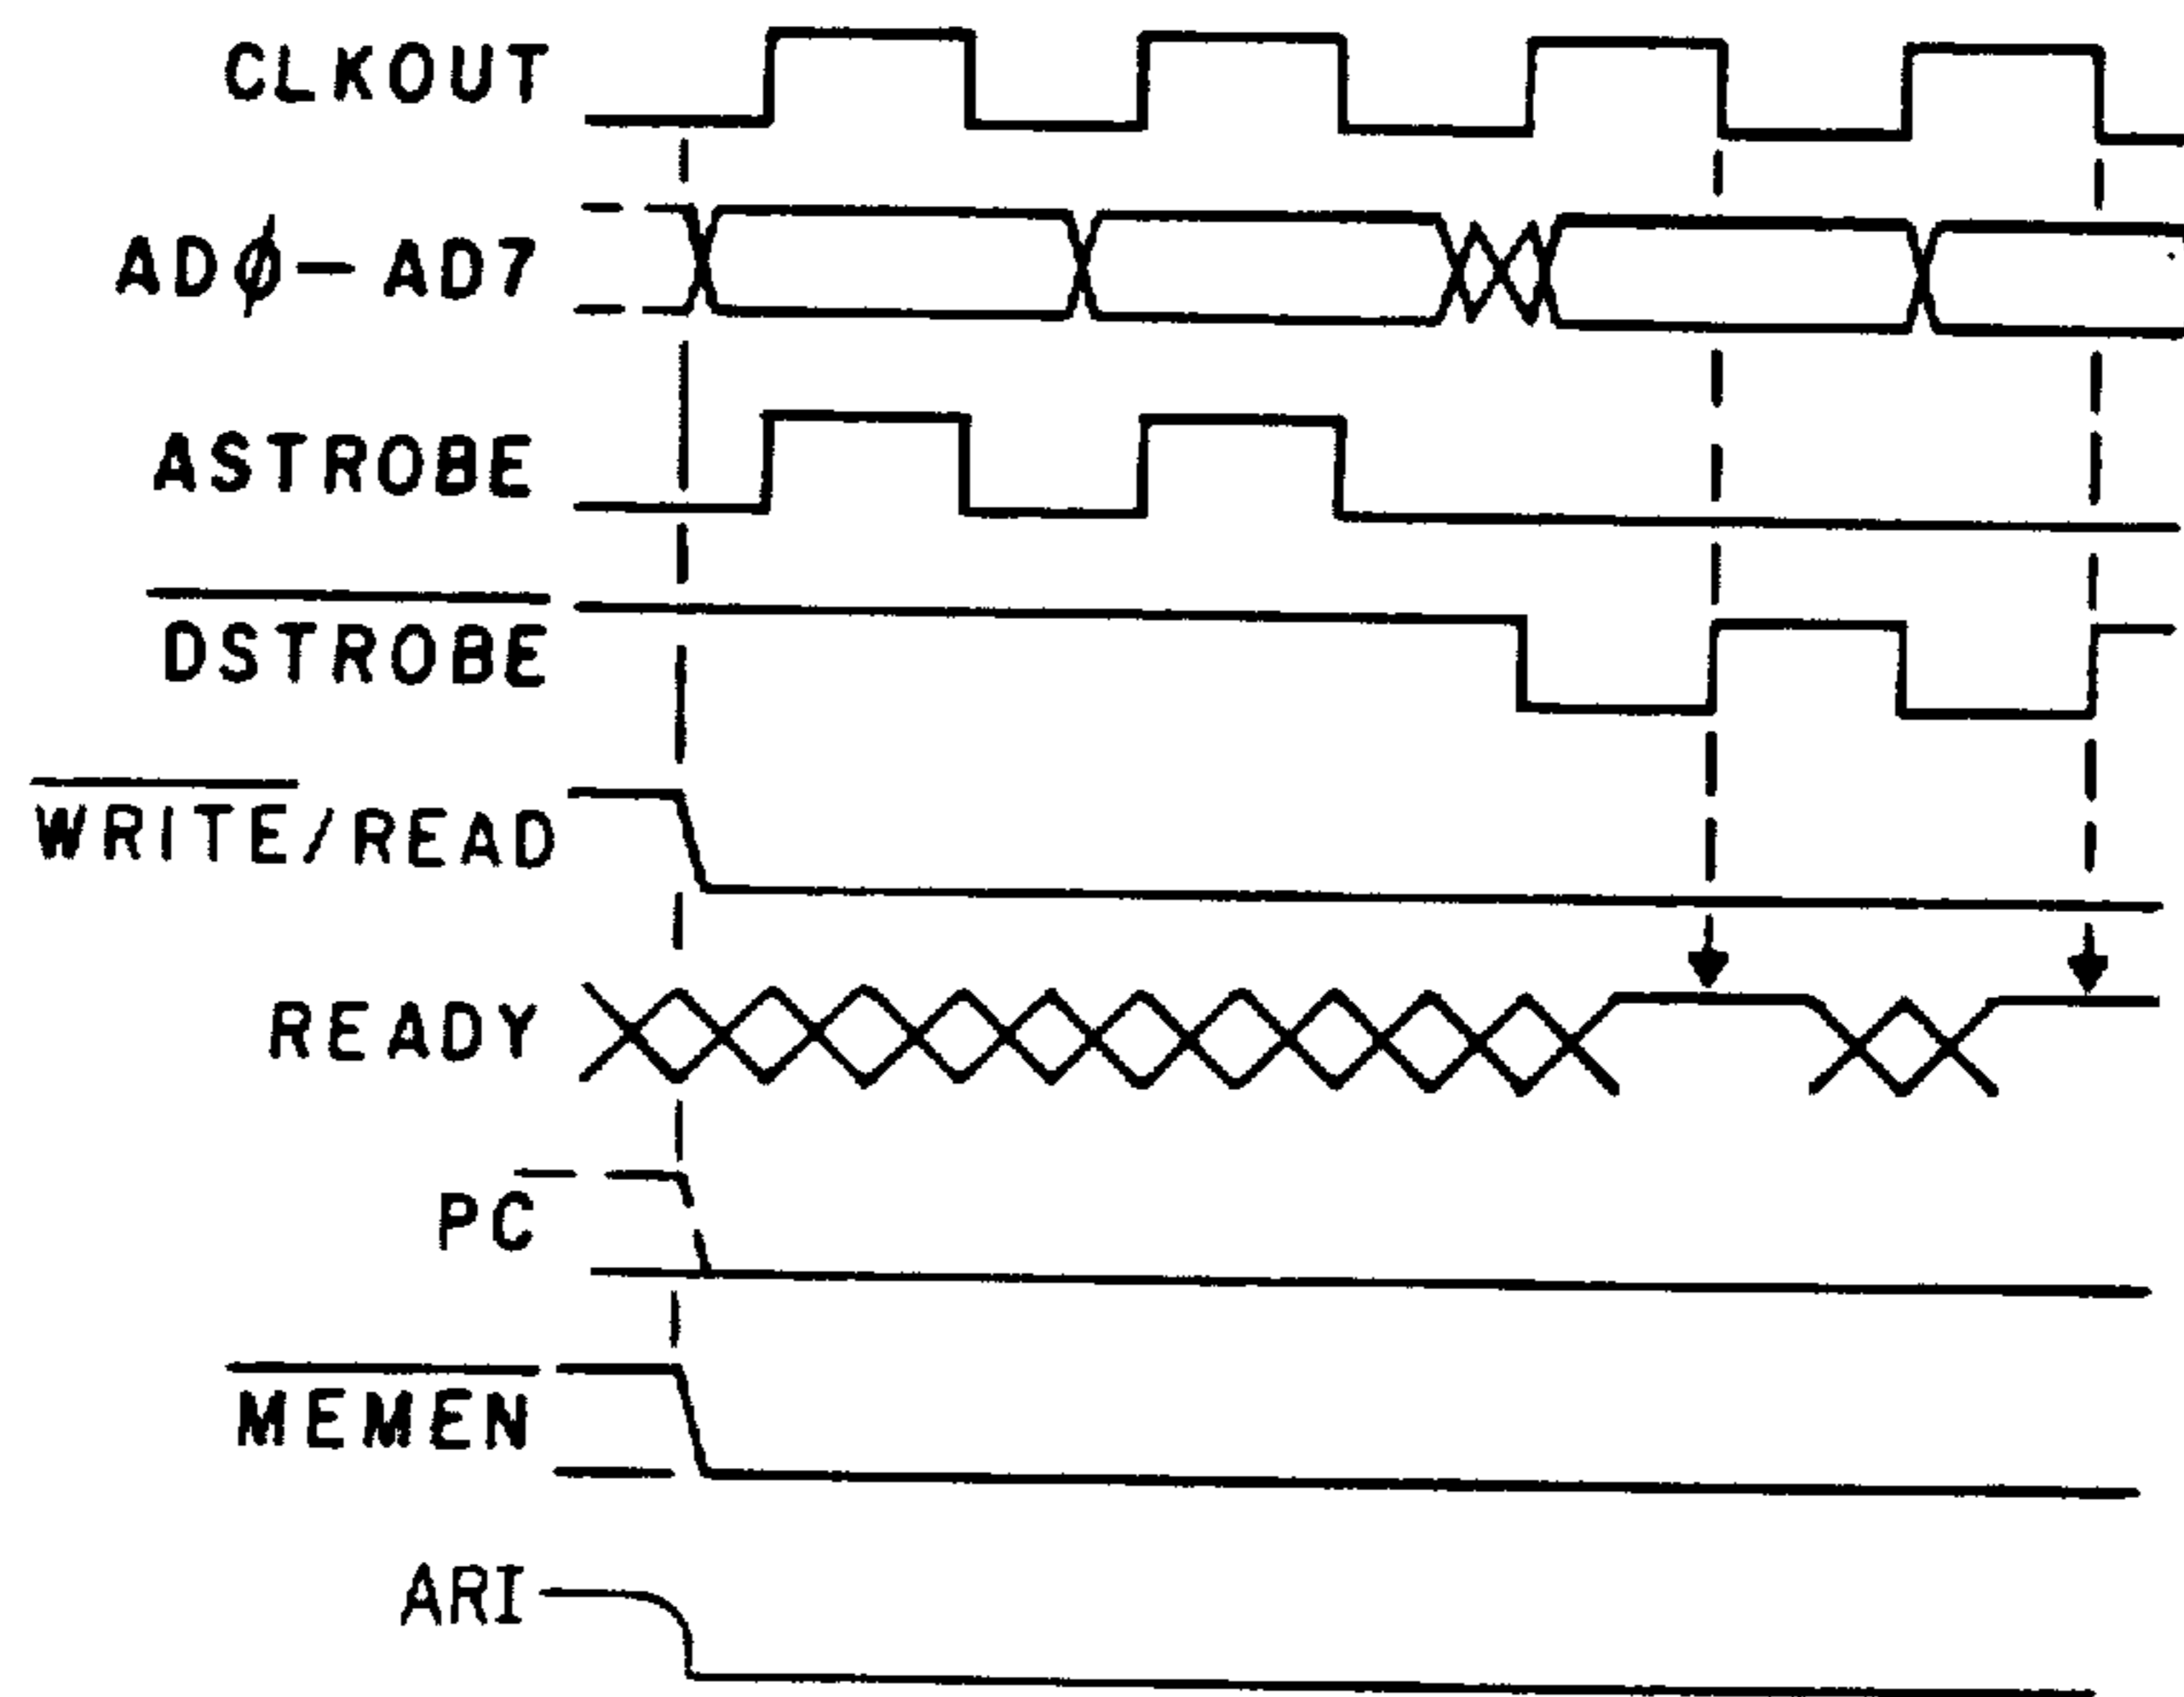 CLKOUT
ADØ-AD7
ASTROBE
DSTROBE
WRITE/READ
READY
PC
MEMEN
ARI